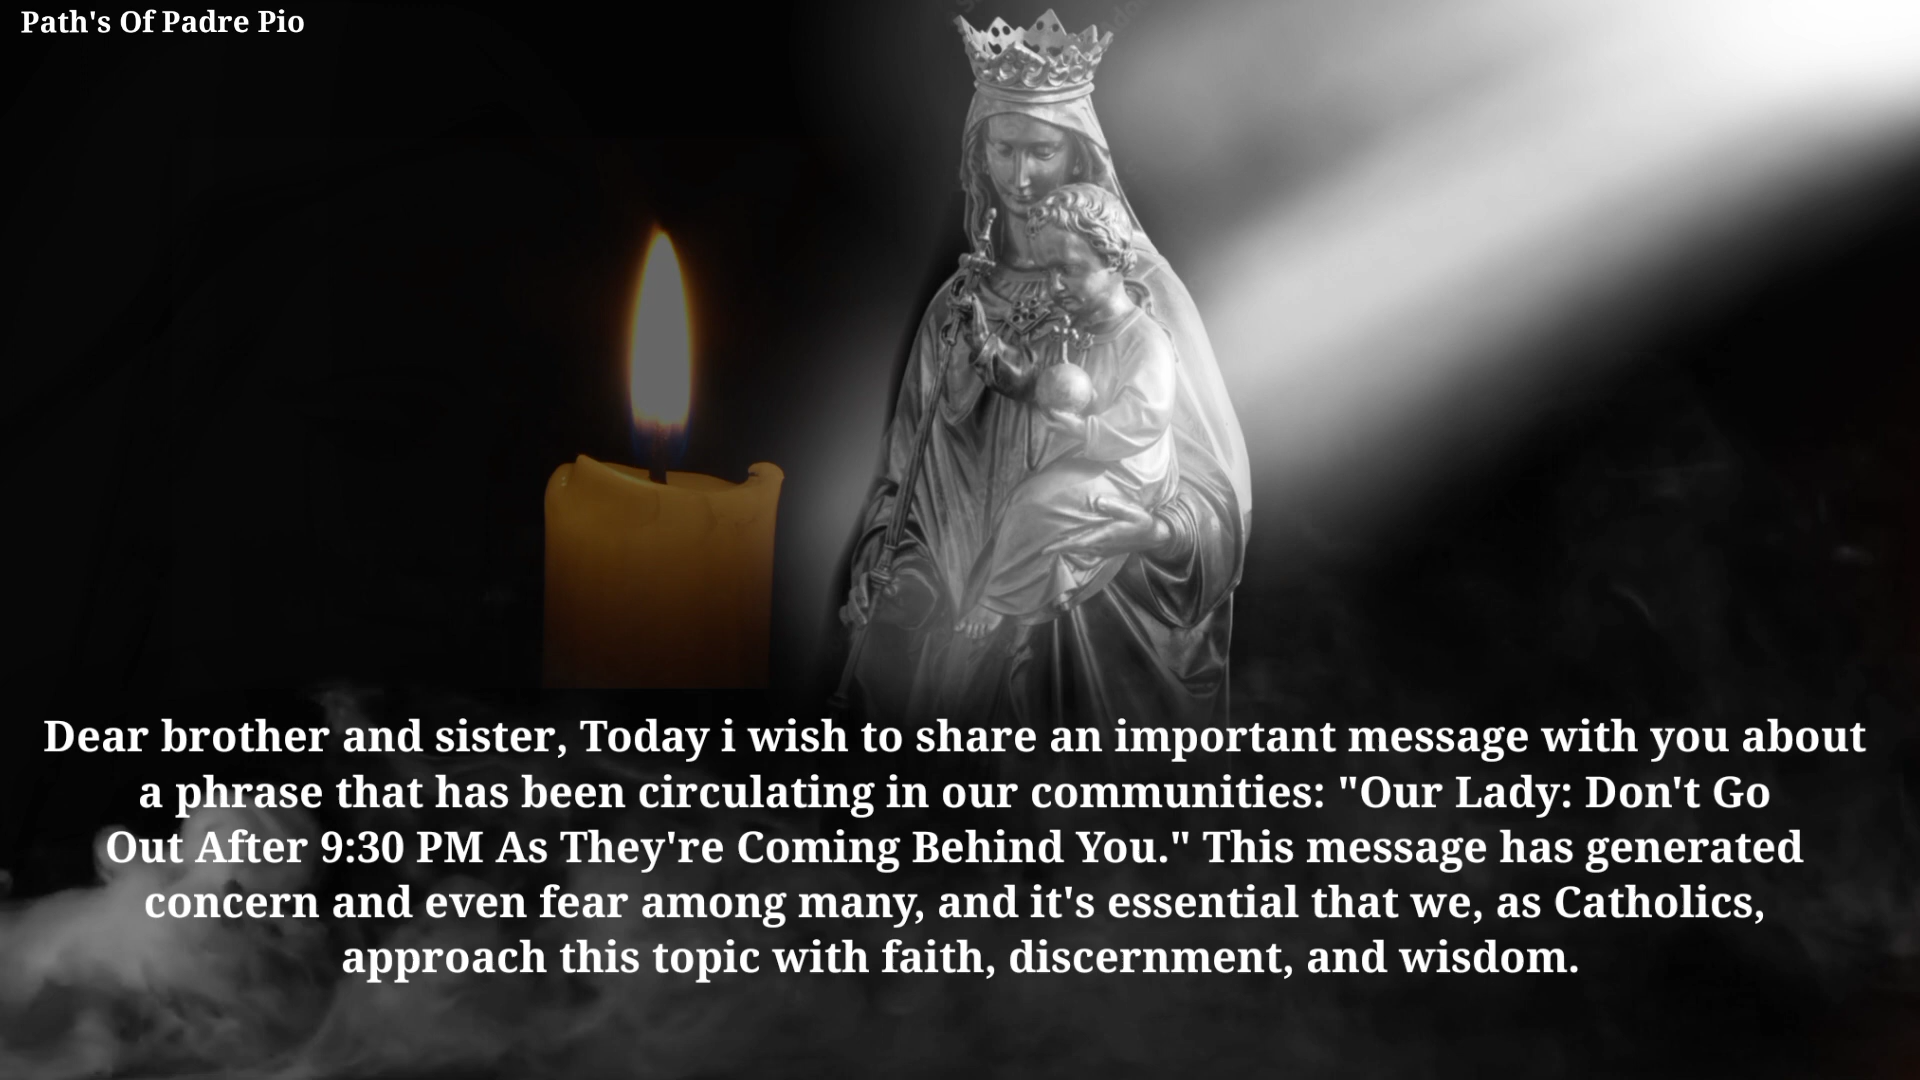 Path's Of Padre Pio
Dear brother and sister, Today i wish to share an important message with you about
a phrase that has been circulating in our communities: "Our Lady: Don't Go
Out After 9:30 PM As They're Coming Behind You." This message has generated
concern and even fear among many, and it's essential that we, as Catholics,
approach this topic with faith, discernment, and wisdom.